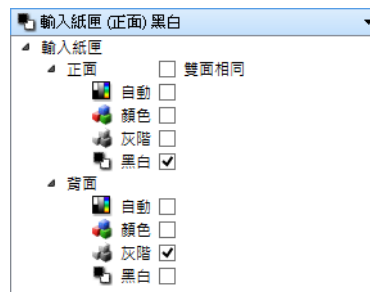 輸入紙匣 (正面) 黑白
輸入紙匣
正面 雙面相同
自動
顏色
灰階
黑白
背面
自動
顏色
灰階
黑白